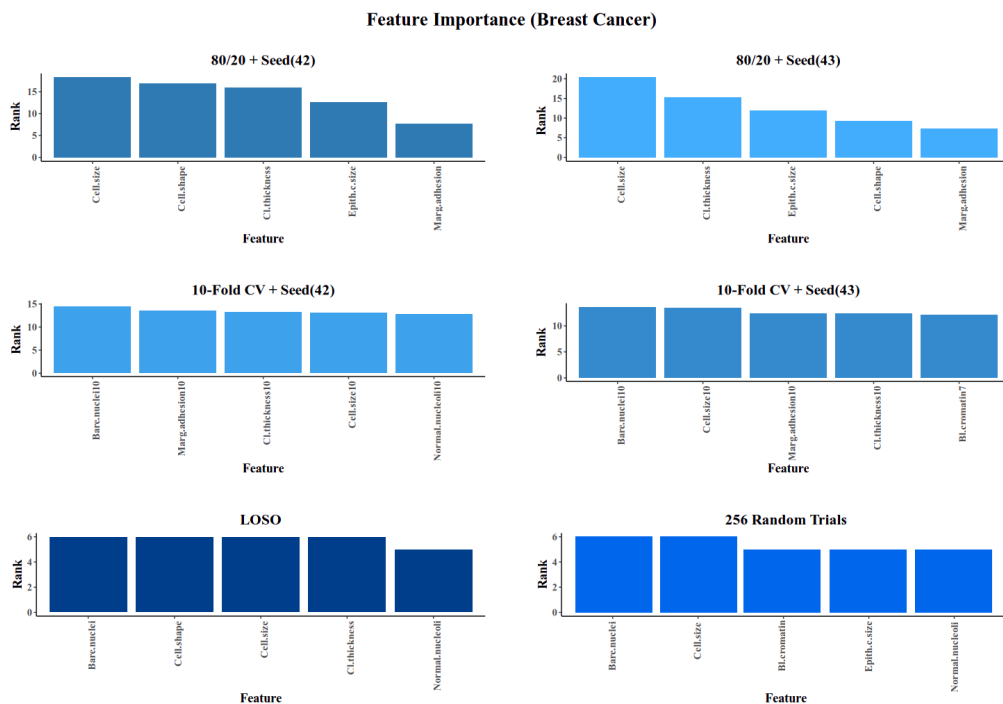 Feature Importance (Breast Cancer)
80/20 + Seed(42)
Rank
15
10
5
0
Cell.size
Cell.shape
Cl.thickness
Epith.c.size
Marg.adhesion
Feature
80/20 + Seed(43)
Rank
20
15
10
5
0
Cell.size
Cl.thickness
Epith.c.size
Cell.shape
Marg.adhesion
Feature
10-Fold CV + Seed(42)
Rank
15
10
5
0
Bare.nuclei10
Marg.adhesion10
Cl.thickness10
Cell.size10
Normal.nucleoli10
Feature
10-Fold CV + Seed(43)
Rank
10
5
0
Bare.nuclei10
Cell.size10
Marg.adhesion10
Cl.thickness10
Bl.cromatin7
Feature
LOSO
Rank
6
4
2
0
Bare.nuclei
Cell.shape
Cell.size
Cl.thickness
Normal.nucleoli
Feature
256 Random Trials
Rank
6
4
2
0
Bare.nuclei
Cell.size
Bl.cromatin
Epith.c.size
Normal.nucleoli
Feature